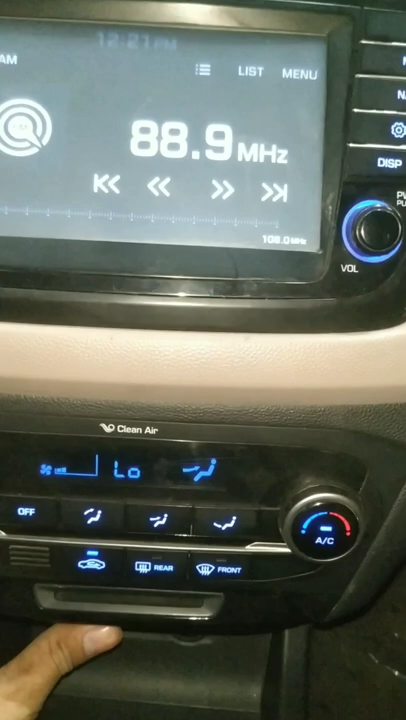 12:21 PM
AM
LIST MENU
88.9 MHz
108.0 MHz
DISP
VOL
Clean Air
Lo
OFF
A/C
REAR
FRONT